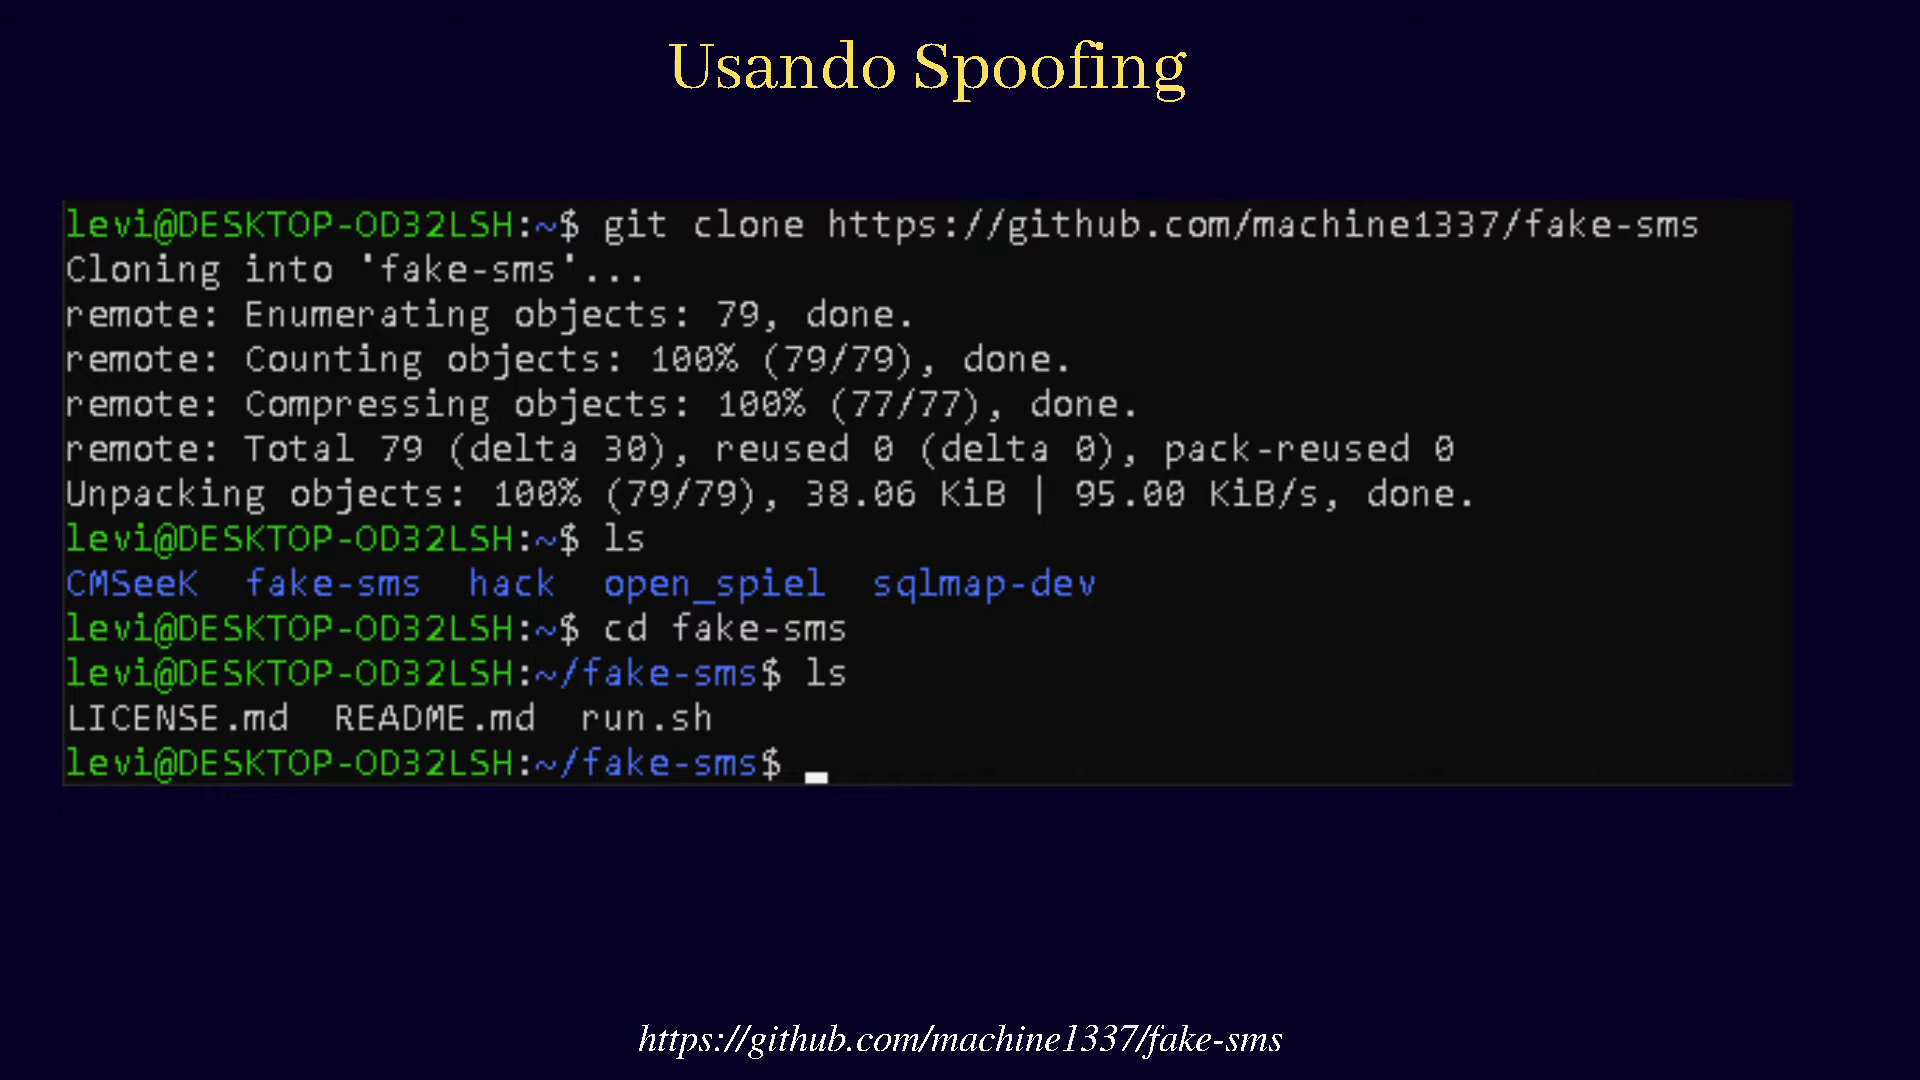 Usando Spoofing
levi@DESKTOP-OD32LSH:~$ git clone https://github.com/machine1337/fake-sms
Cloning into 'fake-sms'...
remote: Enumerating objects: 79, done.
remote: Counting objects: 100% (79/79), done.
remote: Compressing objects: 100% (77/77), done.
remote: Total 79 (delta 30), reused 0 (delta 0), pack-reused 0
Unpacking objects: 100% (79/79), 38.06 KiB | 95.00 KiB/s, done.
levi@DESKTOP-OD32LSH:~$ ls
CMSeeK  fake-sms  hack  open_spiel  sqlmap-dev
levi@DESKTOP-OD32LSH:~$ cd fake-sms
levi@DESKTOP-OD32LSH:~/fake-sms$ ls
LICENSE.md  README.md  run.sh
levi@DESKTOP-OD32LSH:~/fake-sms$
https://github.com/machine1337/fake-sms